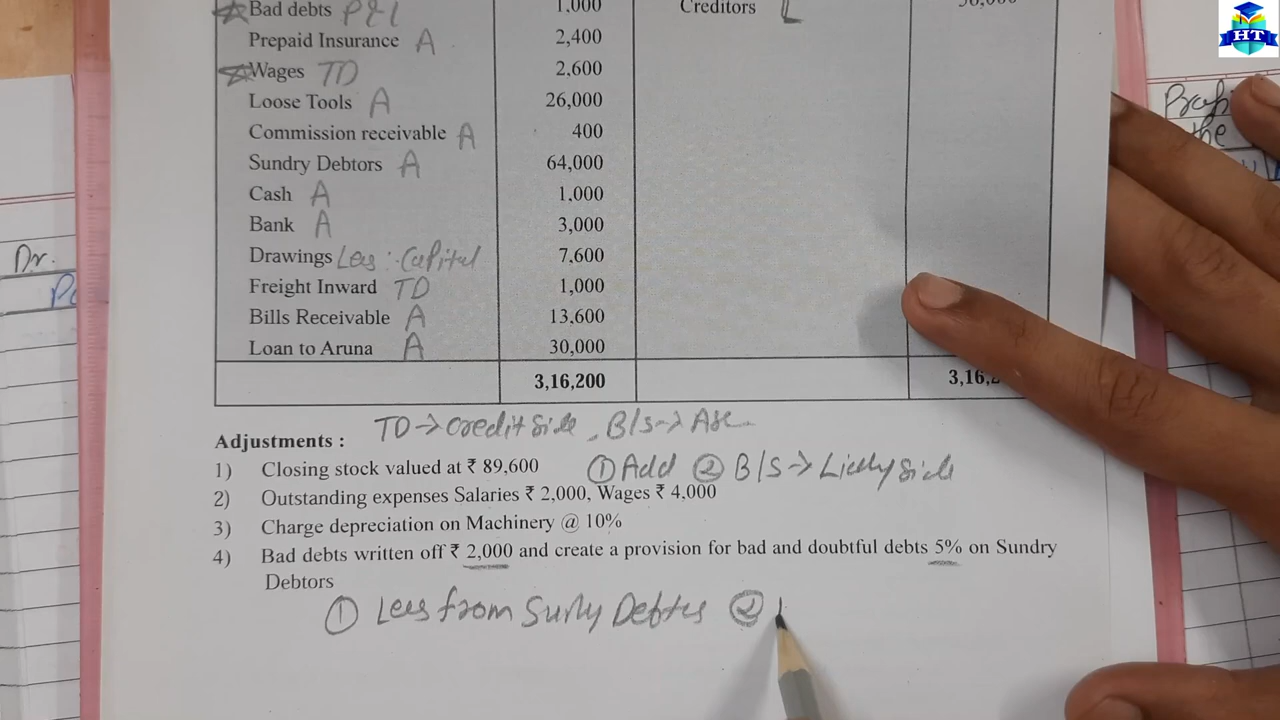 Bad debts P&L 1,000 Creditors L
Prepaid Insurance A 2,400
Wages TD 2,600
Loose Tools A 26,000
Commission receivable A 400
Sundry Debtors A 64,000
Cash A 1,000
Bank A 3,000
Drawings Less: Capital 7,600
Freight Inward TD 1,000
Bills Receivable A 13,600
Loan to Aruna A 30,000
3,16,200 3,16,
TD → Credit Side, B/S →
Adjustments :
1) Closing stock valued at ₹ 89,600 ① Add ② B/S → Side
2) Outstanding expenses Salaries ₹ 2,000, Wages ₹ 4,000
3) Charge depreciation on Machinery @ 10%
4) Bad debts written off ₹ 2,000 and create a provision for bad and doubtful debts 5% on Sundry
Debtors
① Less from ②
HT
Dr.
the